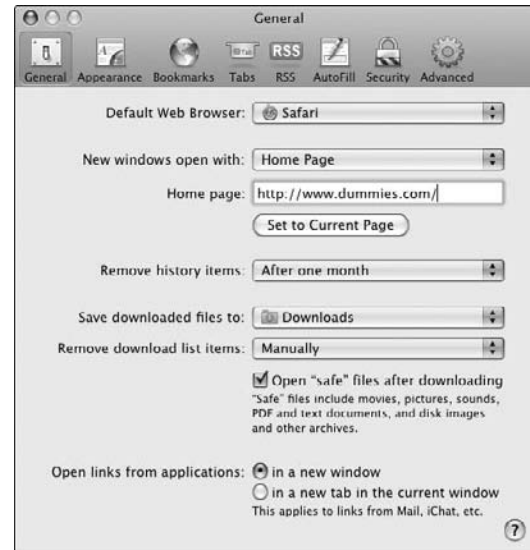 General
RSS
General Appearance Bookmarks Tabs RSS AutoFill Security Advanced
Default Web Browser: Safari
New windows open with: Home Page
Home page: http://www.dummies.com/
Set to Current Page
Remove history items: After one month
Save downloaded files to: Downloads
Remove download list items: Manually
Open "safe" files after downloading
"Safe" files include movies, pictures, sounds,
PDF and text documents, and disk images
and other archives.
Open links from applications: in a new window
in a new tab in the current window
This applies to links from Mail, iChat, etc.
?